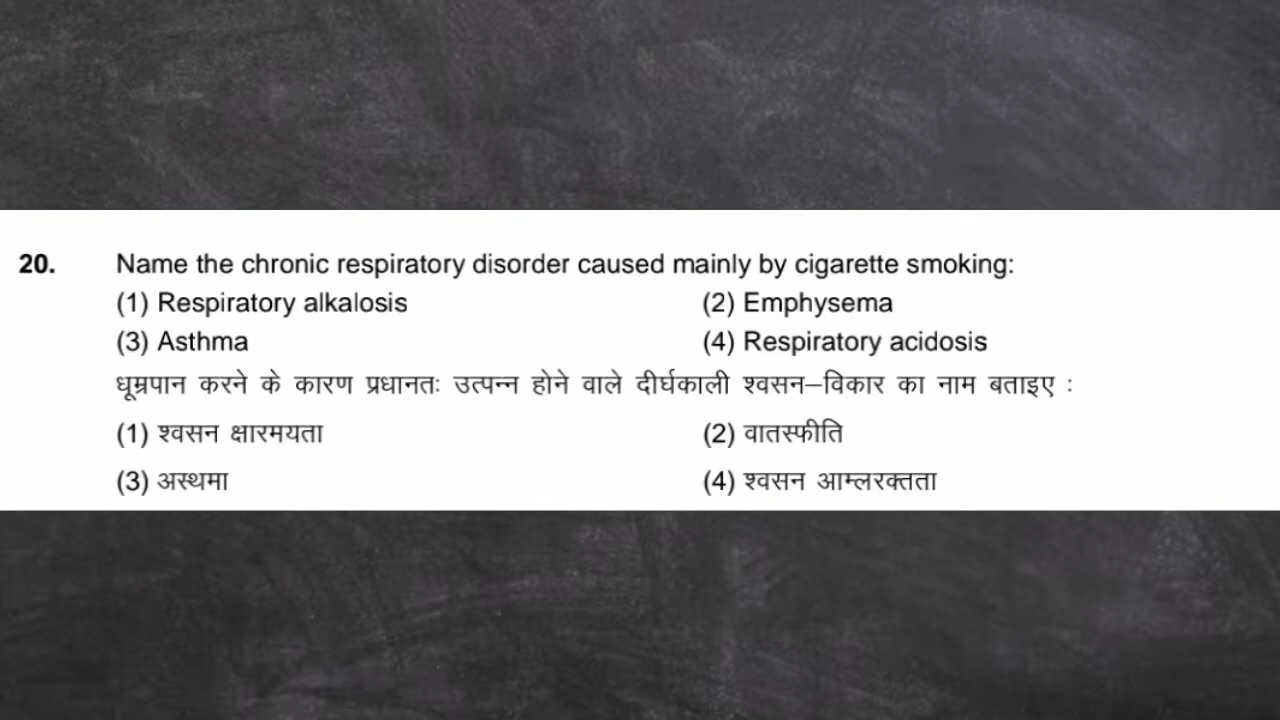 20. Name the chronic respiratory disorder caused mainly by cigarette smoking:
(1) Respiratory alkalosis (2) Emphysema
(3) Asthma (4) Respiratory acidosis
धूम्रपान करने के कारण प्रधानतः उत्पन्न होने वाले दीर्घकाली श्वसन–विकार का नाम बताइए :
(1) श्वसन क्षारमयता (2) वातस्फीति
(3) अस्थमा (4) श्वसन आम्लरक्तता